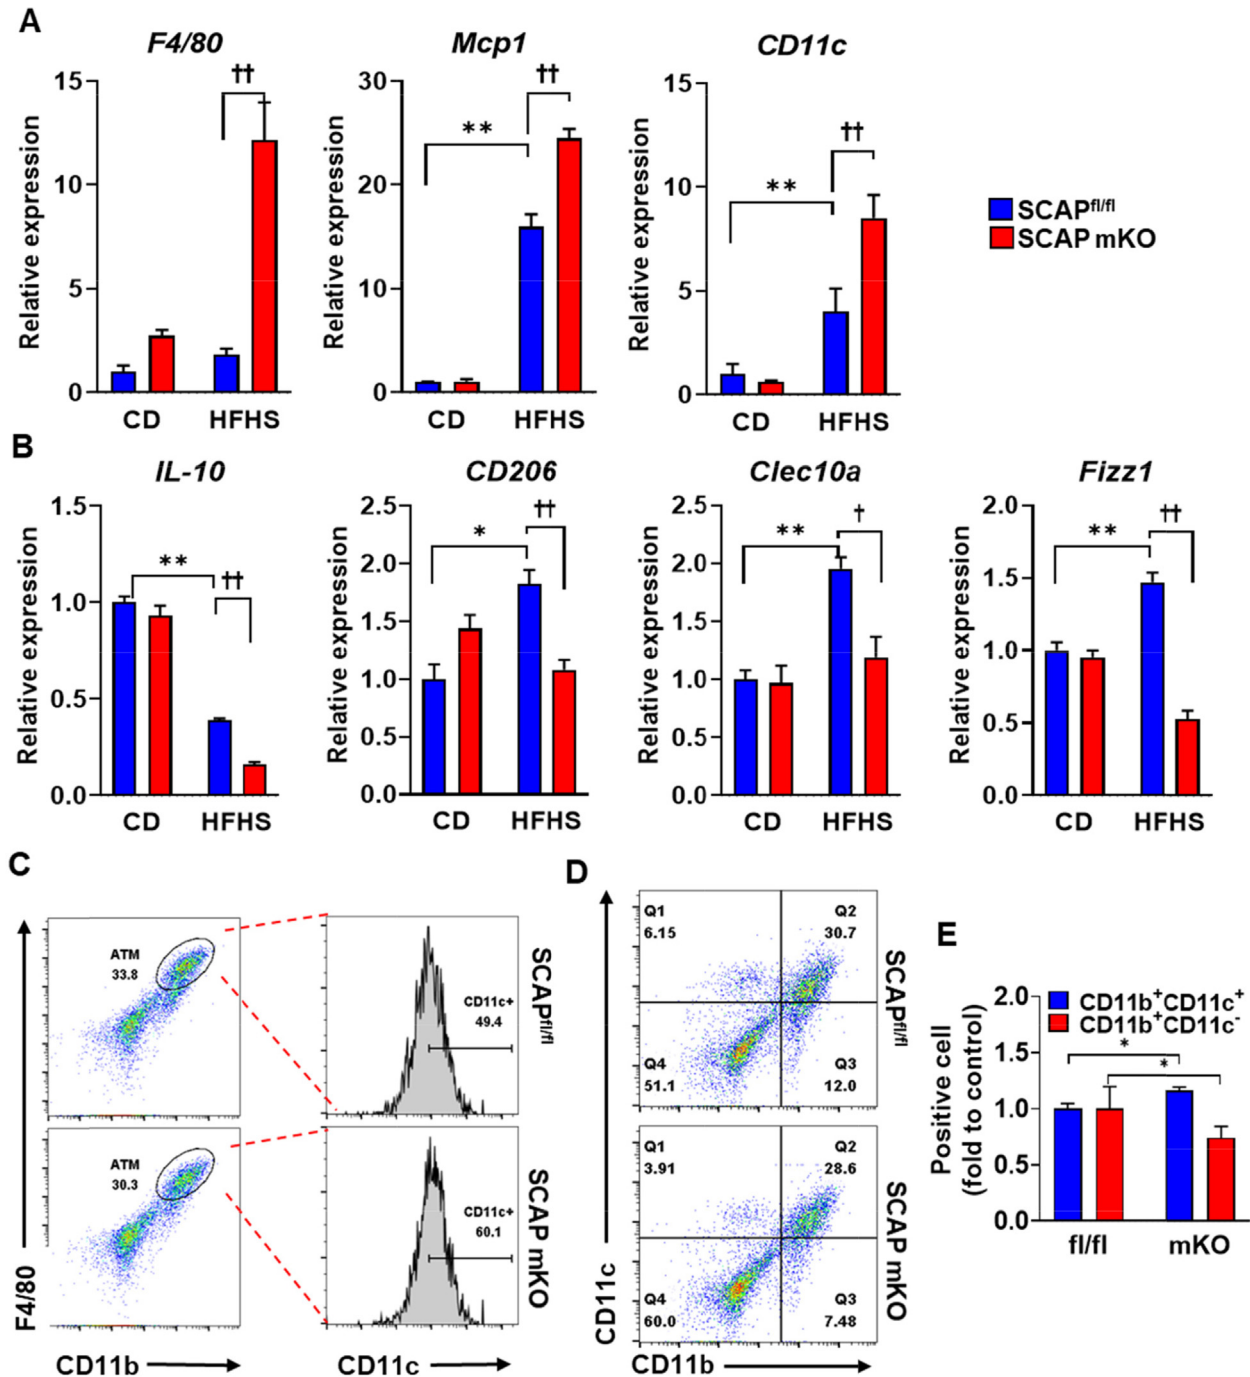 A
F4/80
Mcp1
CD11c
Relative expression
15
10
5
0
††
CD
HFHS
Relative expression
30
20
10
0
**
††
CD
HFHS
Relative expression
15
10
5
0
**
††
CD
HFHS
SCAPfl/fl
SCAP mKO
B
IL-10
CD206
Clec10a
Fizz1
Relative expression
1.5
1.0
0.5
0.0
**
††
CD
HFHS
Relative expression
2.5
2.0
1.5
1.0
0.5
0.0
*
††
CD
HFHS
Relative expression
2.5
2.0
1.5
1.0
0.5
0.0
**
†
CD
HFHS
Relative expression
2.0
1.5
1.0
0.5
0.0
**
††
CD
HFHS
C
F4/80
ATM
33.8
CD11c+
49.4
SCAPfl/fl
ATM
30.3
CD11c+
60.1
SCAP mKO
CD11b
CD11c
D
CD11c
Q1
6.15
Q2
30.7
Q4
51.1
Q3
12.0
SCAPfl/fl
Q1
3.91
Q2
28.6
Q4
60.0
Q3
7.48
SCAP mKO
CD11b
E
Positive cell
(fold to control)
2.0
1.5
1.0
0.5
0.0
CD11b+CD11c+
CD11b+CD11c-
*
*
fl/fl
mKO